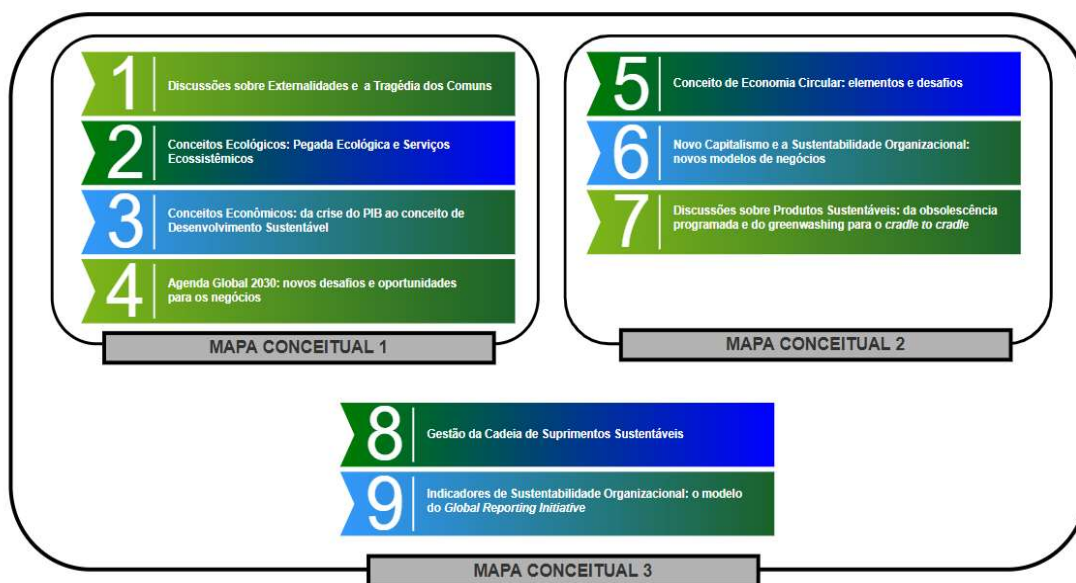 1
Discussões sobre Externalidades e a Tragédia dos Comuns
2
Conceitos Ecológicos: Pegada Ecológica e Serviços
Ecossistêmicos
3
Conceitos Econômicos: da crise do PIB ao conceito de
Desenvolvimento Sustentável
4
Agenda Global 2030: novos desafios e oportunidades
para os negócios
MAPA CONCEITUAL 1
5
Conceito de Economia Circular: elementos e desafios
6
Novo Capitalismo e a Sustentabilidade Organizacional:
novos modelos de negócios
7
Discussões sobre Produtos Sustentáveis: da obsolescência
programada e do greenwashing para o cradle to cradle
MAPA CONCEITUAL 2
8
Gestão da Cadeia de Suprimentos Sustentáveis
9
Indicadores de Sustentabilidade Organizacional: o modelo
do Global Reporting Initiative
MAPA CONCEITUAL 3